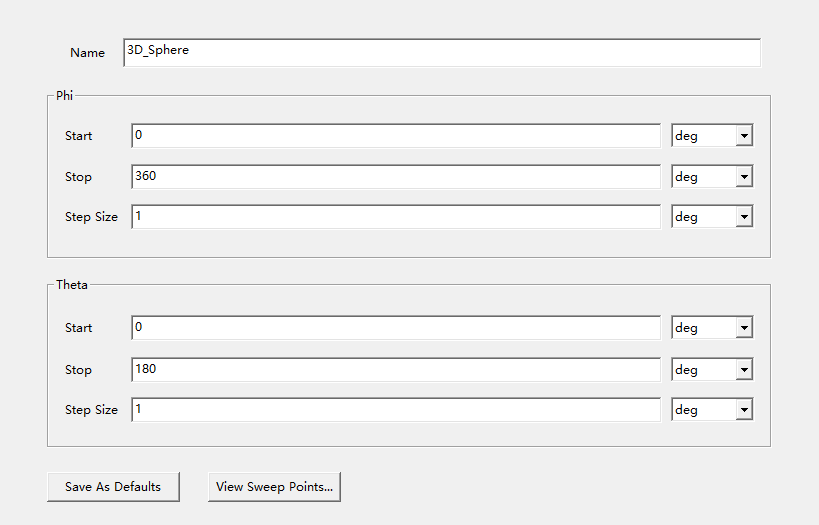 Name 3D_Sphere
Phi
Start 0 deg
Stop 360 deg
Step Size 1 deg
Theta
Start 0 deg
Stop 180 deg
Step Size 1 deg
Save As Defaults View Sweep Points...